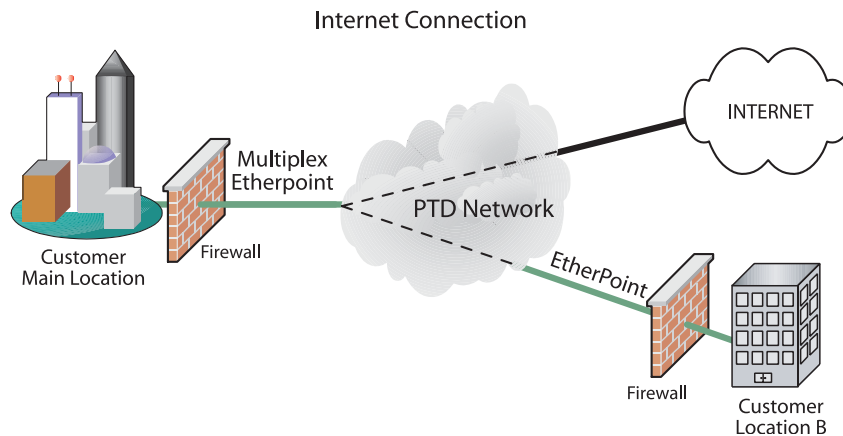 Internet Connection
INTERNET
Multiplex
Etherpoint
PTD Network
Firewall
Customer
Main Location
EtherPoint
Firewall
Customer
Location B